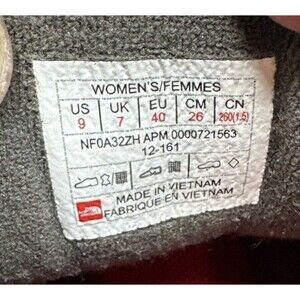 WOMEN'S/FEMMES
US UK EU CM CN
9 7 40 26 260(1.5)
NF0A32ZH APM 0000721563
12-161
MADE IN VIETNAM
FABRIQUÉ EN VIETNAM